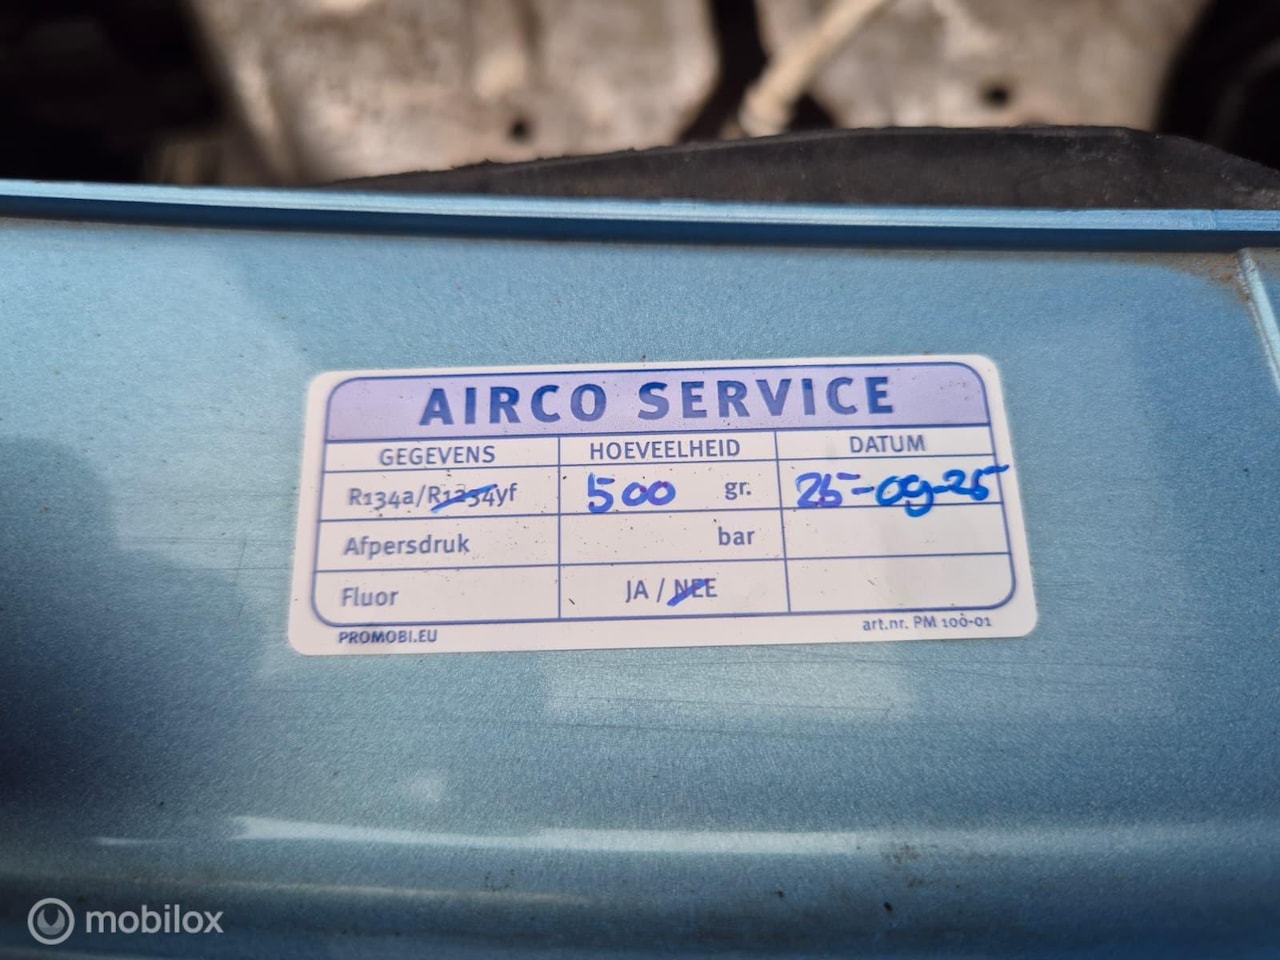 AIRCO SERVICE
GEGEVENS HOEVEELHEID DATUM
R134a/R1234yf 500 gr. 25-09-25
Afpersdruk bar
Fluor JA / NEE
PROMOBI.EU art.nr. PM 100-01
mobilox